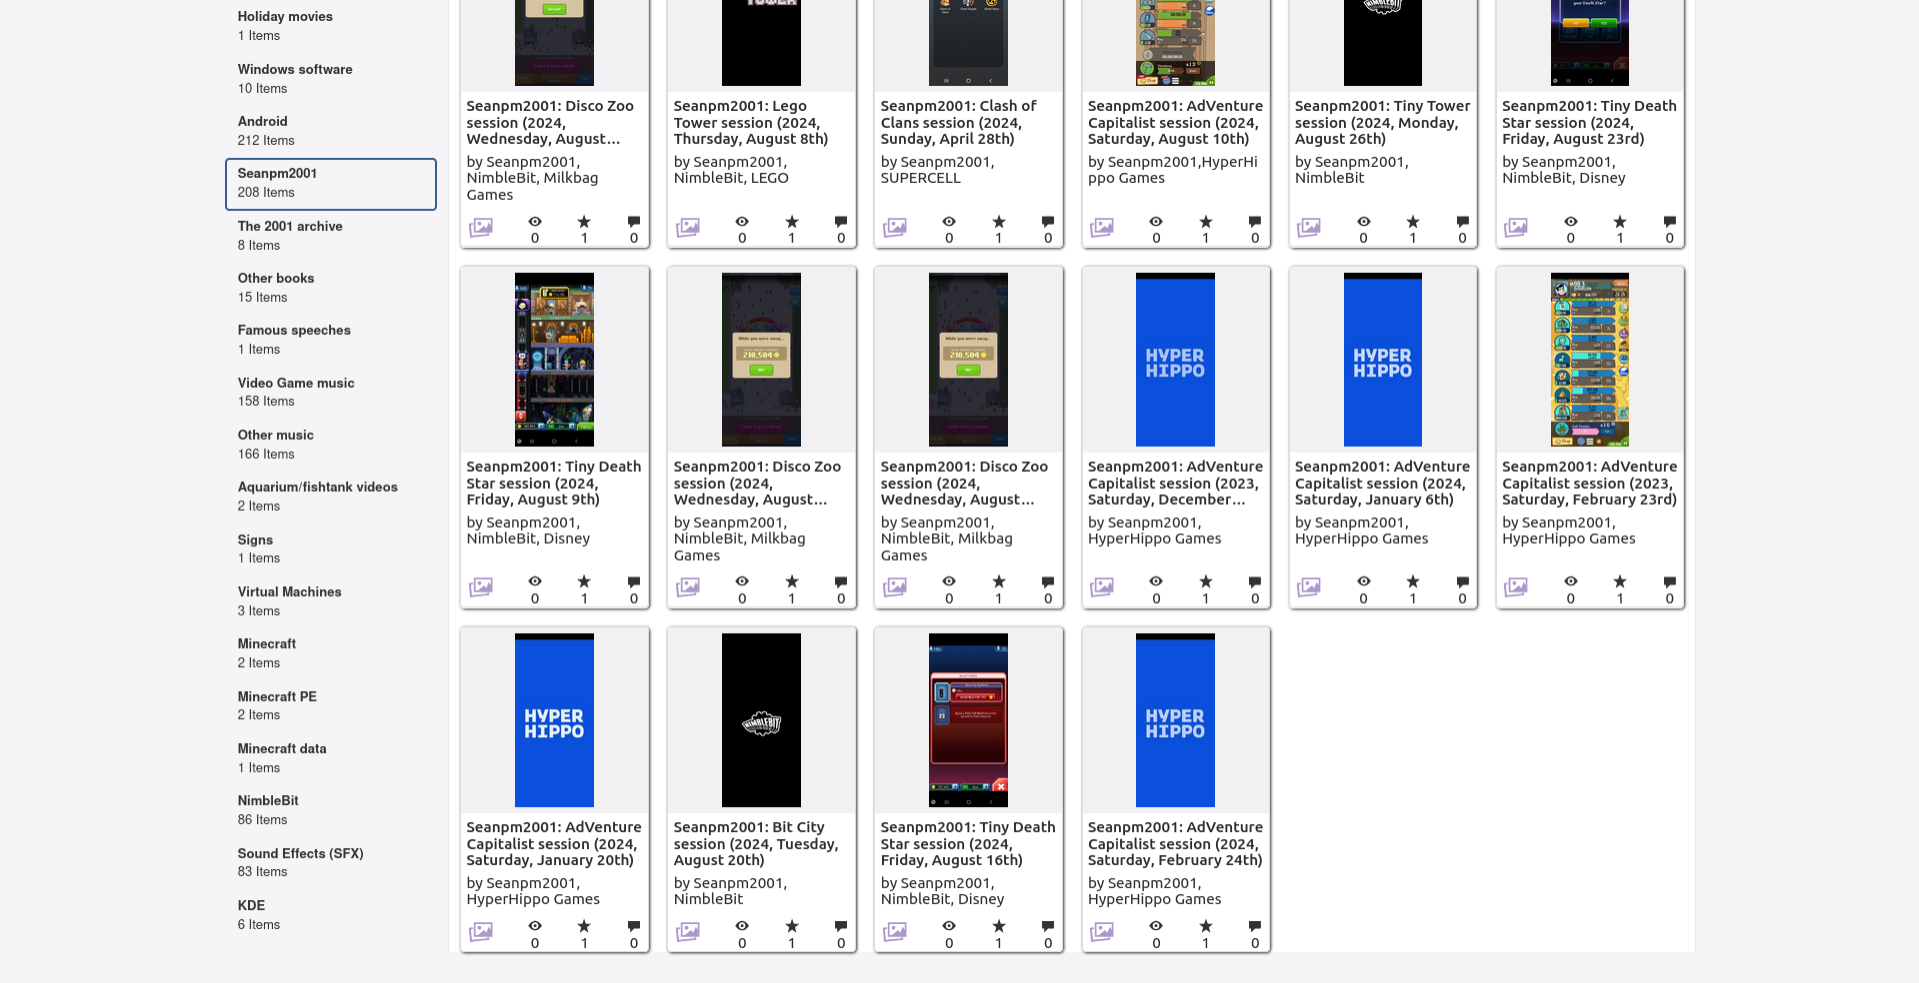 Holiday movies
1 Items
Windows software
10 Items
Android
212 Items
Seanpm2001
208 Items
The 2001 archive
8 Items
Other books
15 Items
Famous speeches
1 Items
Video Game music
158 Items
Other music
166 Items
Aquarium/fishtank videos
2 Items
Signs
1 Items
Virtual Machines
3 Items
Minecraft
2 Items
Minecraft PE
2 Items
Minecraft data
1 Items
NimbleBit
86 Items
Sound Effects (SFX)
83 Items
KDE
6 Items
Seanpm2001: Disco Zoo
session (2024,
Wednesday, August...
by Seanpm2001,
NimbleBit, Milkbag
Games
0 1 0
Seanpm2001: Lego
Tower session (2024,
Thursday, August 8th)
by Seanpm2001,
NimbleBit, LEGO
0 1 0
Seanpm2001: Clash of
Clans session (2024,
Sunday, April 28th)
by Seanpm2001,
SUPERCELL
0 1 0
Seanpm2001: AdVenture
Capitalist session (2024,
Saturday, August 10th)
by Seanpm2001,HyperHi
ppo Games
0 1 0
Seanpm2001: Tiny Tower
session (2024, Monday,
August 26th)
by Seanpm2001,
NimbleBit
0 1 0
Seanpm2001: Tiny Death
Star session (2024,
Friday, August 23rd)
by Seanpm2001,
NimbleBit, Disney
0 1 0
Seanpm2001: Tiny Death
Star session (2024,
Friday, August 9th)
by Seanpm2001,
NimbleBit, Disney
0 1 0
While you were away...
210,504
Seanpm2001: Disco Zoo
session (2024,
Wednesday, August...
by Seanpm2001,
NimbleBit, Milkbag
Games
0 1 0
While you were away...
210,504
Seanpm2001: Disco Zoo
session (2024,
Wednesday, August...
by Seanpm2001,
NimbleBit, Milkbag
Games
0 1 0
HYPER
HIPPO
Seanpm2001: AdVenture
Capitalist session (2023,
Saturday, December...
by Seanpm2001,
HyperHippo Games
0 1 0
HYPER
HIPPO
Seanpm2001: AdVenture
Capitalist session (2024,
Saturday, January 6th)
by Seanpm2001,
HyperHippo Games
0 1 0
Seanpm2001: AdVenture
Capitalist session (2023,
Saturday, February 23rd)
by Seanpm2001,
HyperHippo Games
0 1 0
HYPER
HIPPO
Seanpm2001: AdVenture
Capitalist session (2024,
Saturday, January 20th)
by Seanpm2001,
HyperHippo Games
0 1 0
NIMBLEBIT
Seanpm2001: Bit City
session (2024, Tuesday,
August 20th)
by Seanpm2001,
NimbleBit
0 1 0
Seanpm2001: Tiny Death
Star session (2024,
Friday, August 16th)
by Seanpm2001,
NimbleBit, Disney
0 1 0
HYPER
HIPPO
Seanpm2001: AdVenture
Capitalist session (2024,
Saturday, February 24th)
by Seanpm2001,
HyperHippo Games
0 1 0